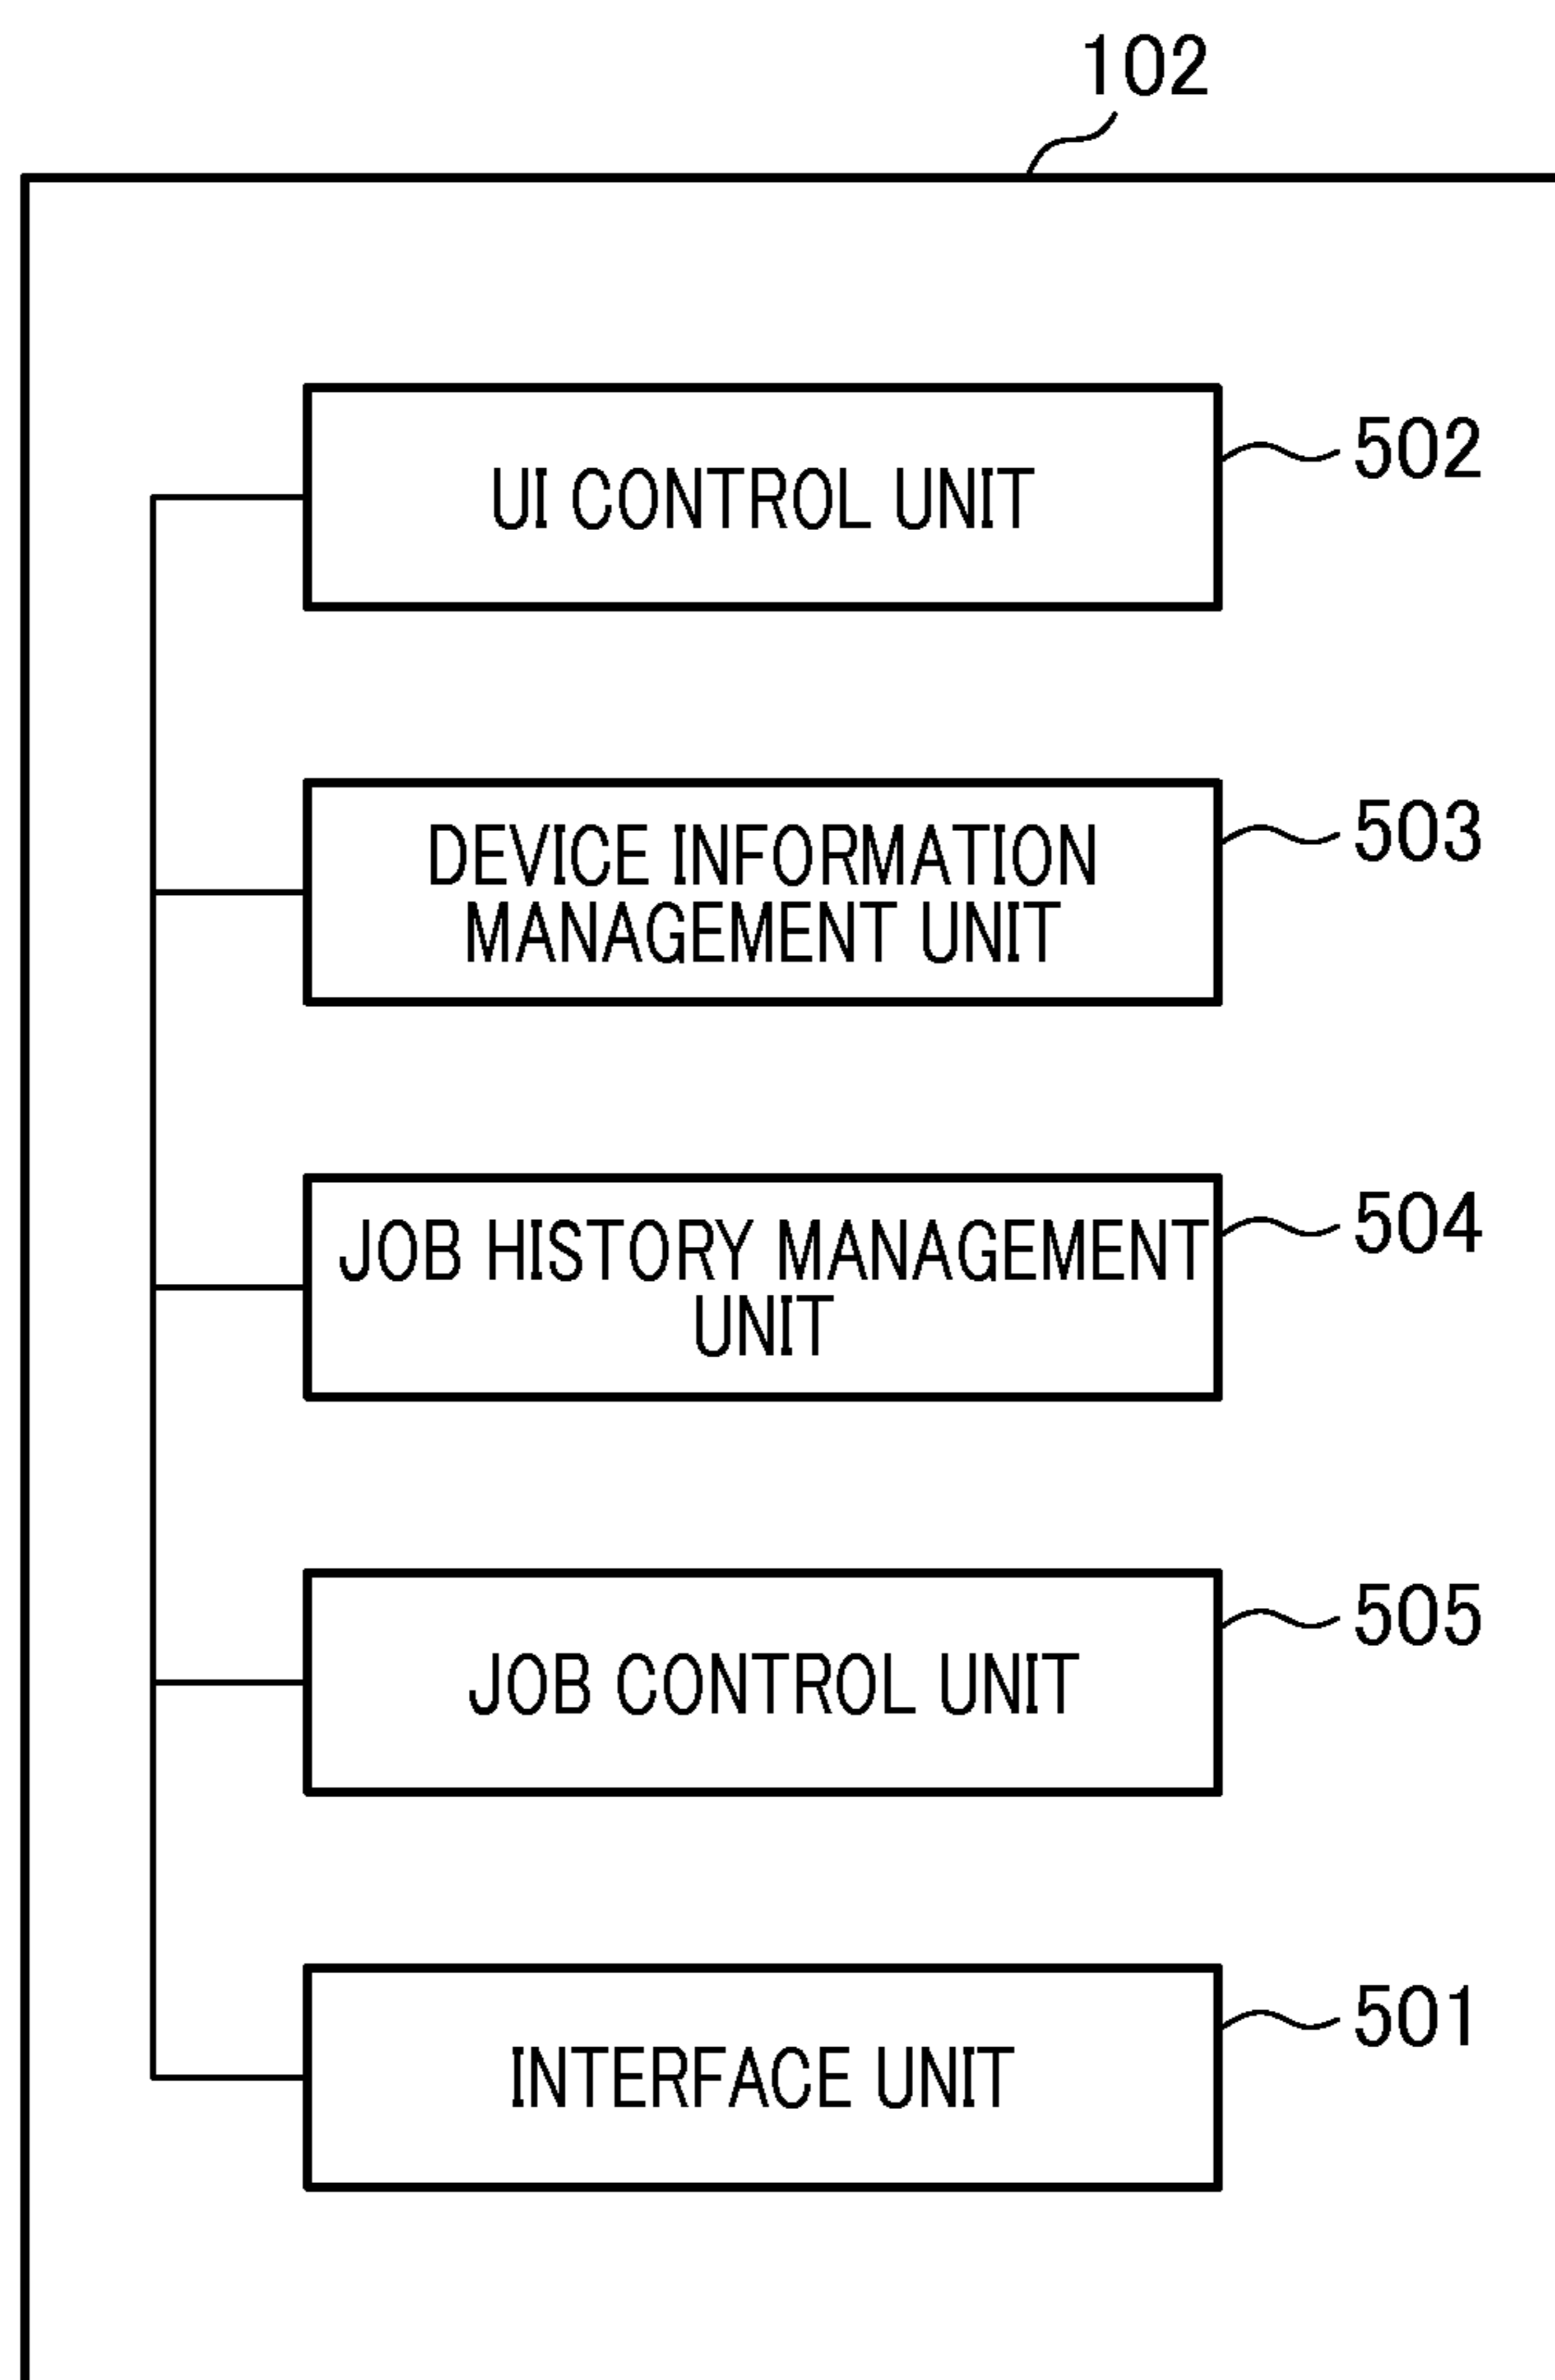 102
UI CONTROL UNIT
502
DEVICE INFORMATION
MANAGEMENT UNIT
503
JOB HISTORY MANAGEMENT
UNIT
504
JOB CONTROL UNIT
505
INTERFACE UNIT
501